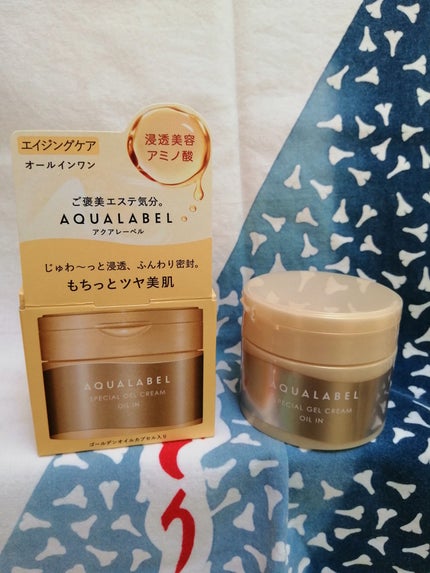 エイジングケア
オールインワン
浸透美容
アミノ酸
ご褒美エステ気分。
AQUALABEL
アクアレーベル
じゅわ〜っと浸透、ふんわり密封。
もちっとツヤ美肌
AQUALABEL
SPECIAL GEL CREAM
OIL IN
ゴールデンオイルカプセル入り
AQUALABEL
SPECIAL GEL CREAM
OIL IN